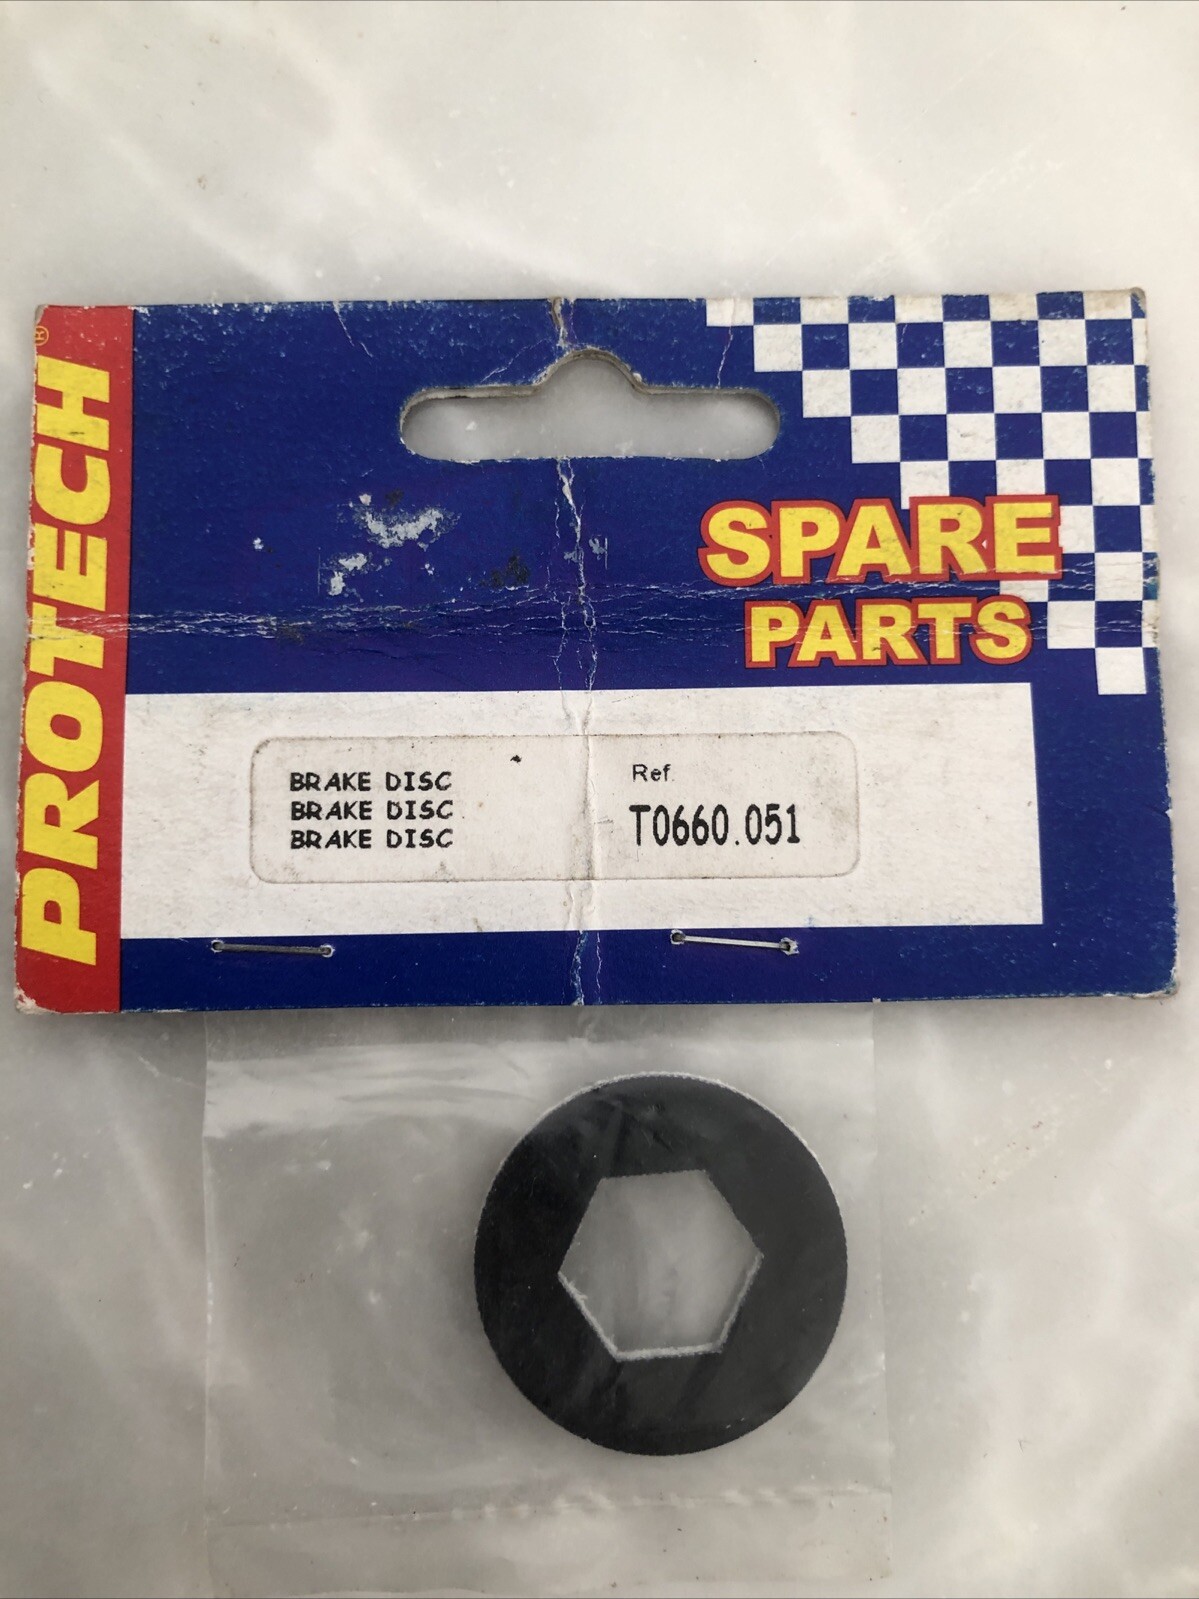 PROTECH®
SPARE
PARTS
BRAKE DISC
BRAKE DISC
BRAKE DISC
Ref.
T0660.051